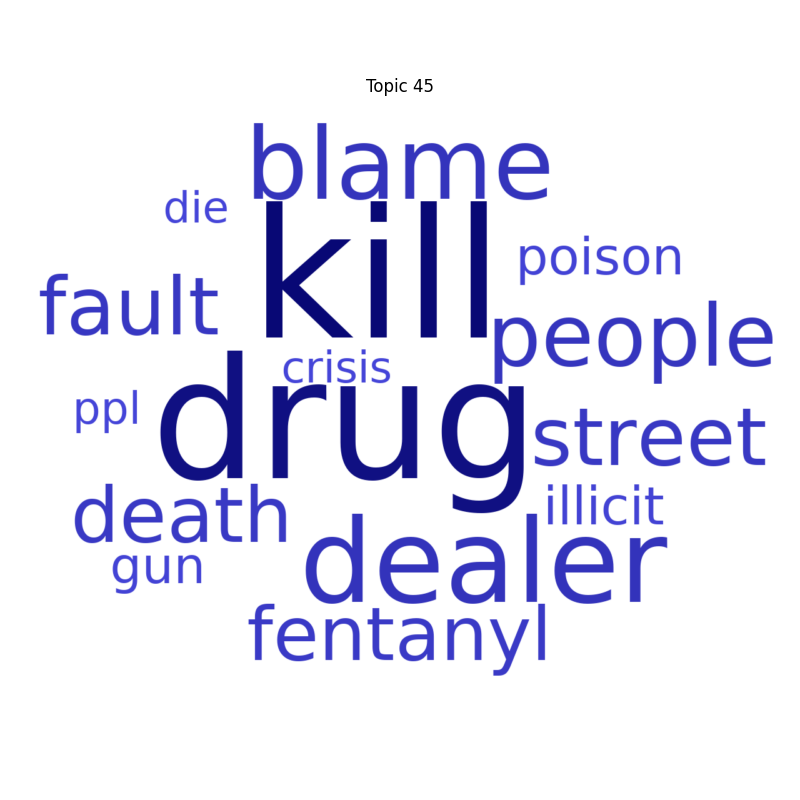 Topic 45
blame
die
kill
poison
fault
people
crisis
ppl
drug
street
death
illicit
gun
dealer
fentanyl